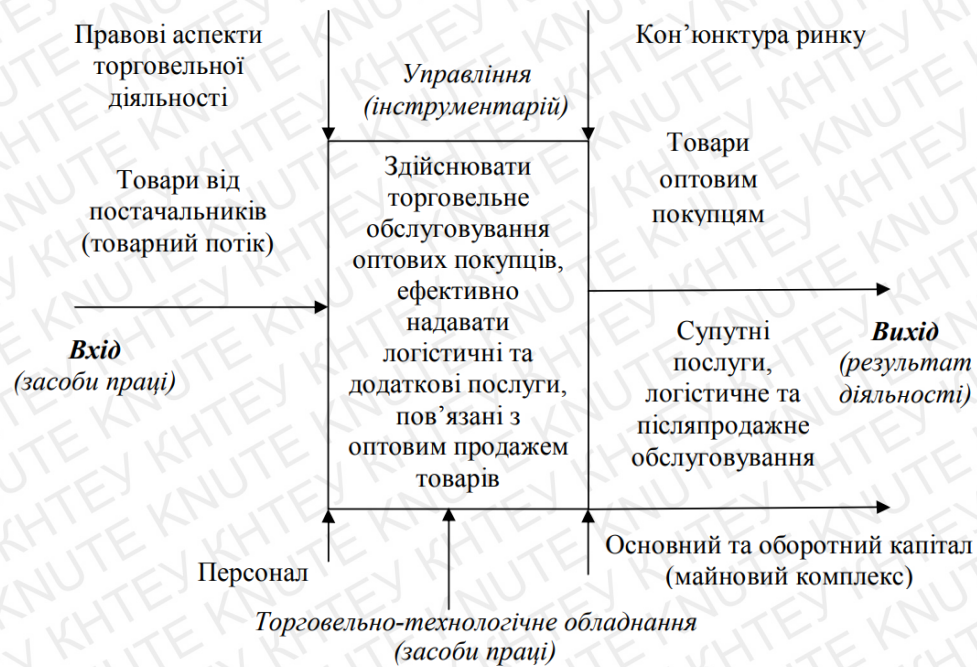 Правові аспекти
торговельної
діяльності
Управління
(інструментарій)
Кон’юнктура ринку
Товари від
постачальників
(товарний потік)
Вхід
(засоби праці)
Здійснювати
торговельне
обслуговування
оптових покупців,
ефективно
надавати
логістичні та
додаткові послуги,
пов’язані з
оптовим продажем
товарів
Товари
оптовим
покупцям
Супутні
послуги,
логістичне та
післяпродажне
обслуговування
Вихід
(результат
діяльності)
Персонал
Торговельно-технологічне обладнання
(засоби праці)
Основний та оборотний капітал
(майновий комплекс)
KHTEY KNUTE